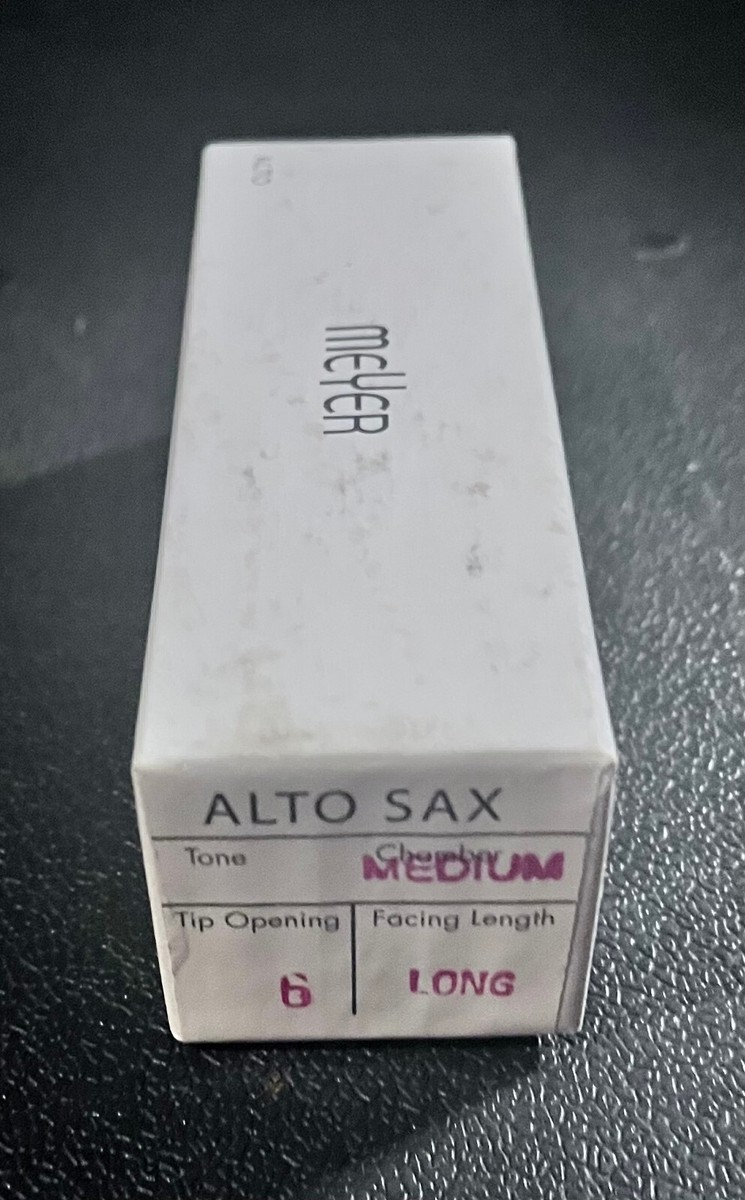 meyer
ALTO SAX
Tone Chamber MEDIUM
Tip Opening Facing Length
6 LONG